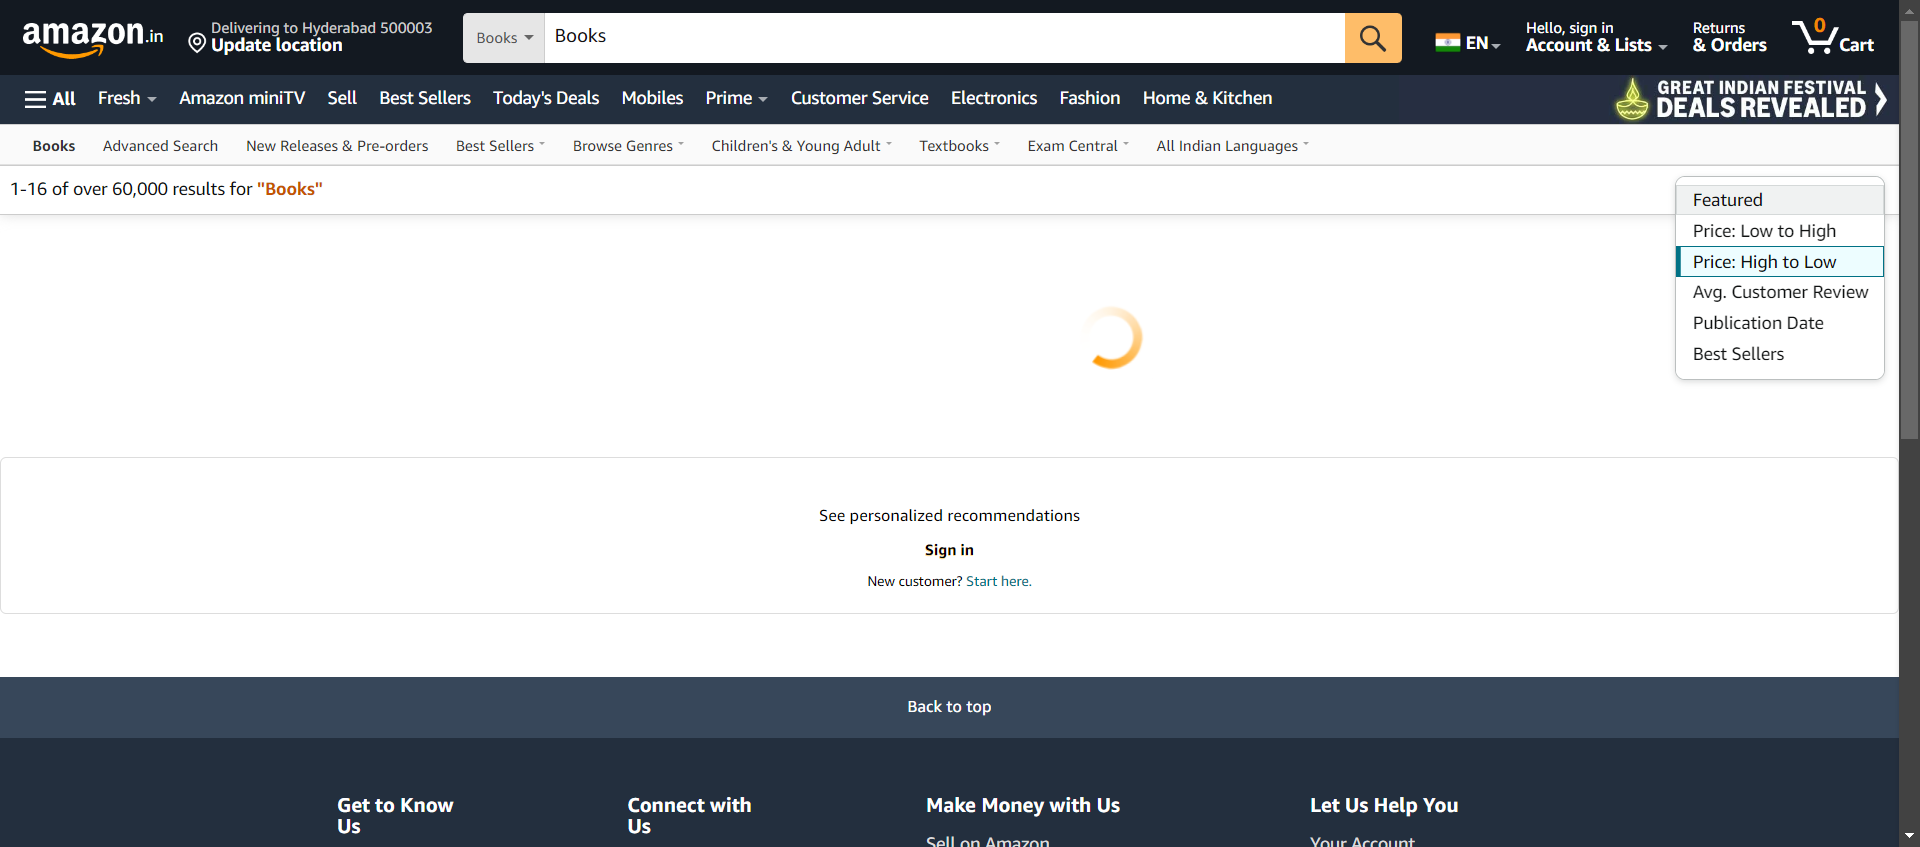 amazon.in
Delivering to Hyderabad 500003
Update location
Books
Books
EN
Hello, sign in
Account & Lists
Returns
& Orders
0
Cart
All
Fresh
Amazon miniTV
Sell
Best Sellers
Today's Deals
Mobiles
Prime
Customer Service
Electronics
Fashion
Home & Kitchen
GREAT INDIAN FESTIVAL
DEALS REVEALED
Books
Advanced Search
New Releases & Pre-orders
Best Sellers
Browse Genres
Children's & Young Adult
Textbooks
Exam Central
All Indian Languages
1-16 of over 60,000 results for "Books"
Featured
Price: Low to High
Price: High to Low
Avg. Customer Review
Publication Date
Best Sellers
See personalized recommendations
Sign in
New customer? Start here.
Back to top
Get to Know
Us
Connect with
Us
Make Money with Us
Sell on Amazon
Let Us Help You
Your Account